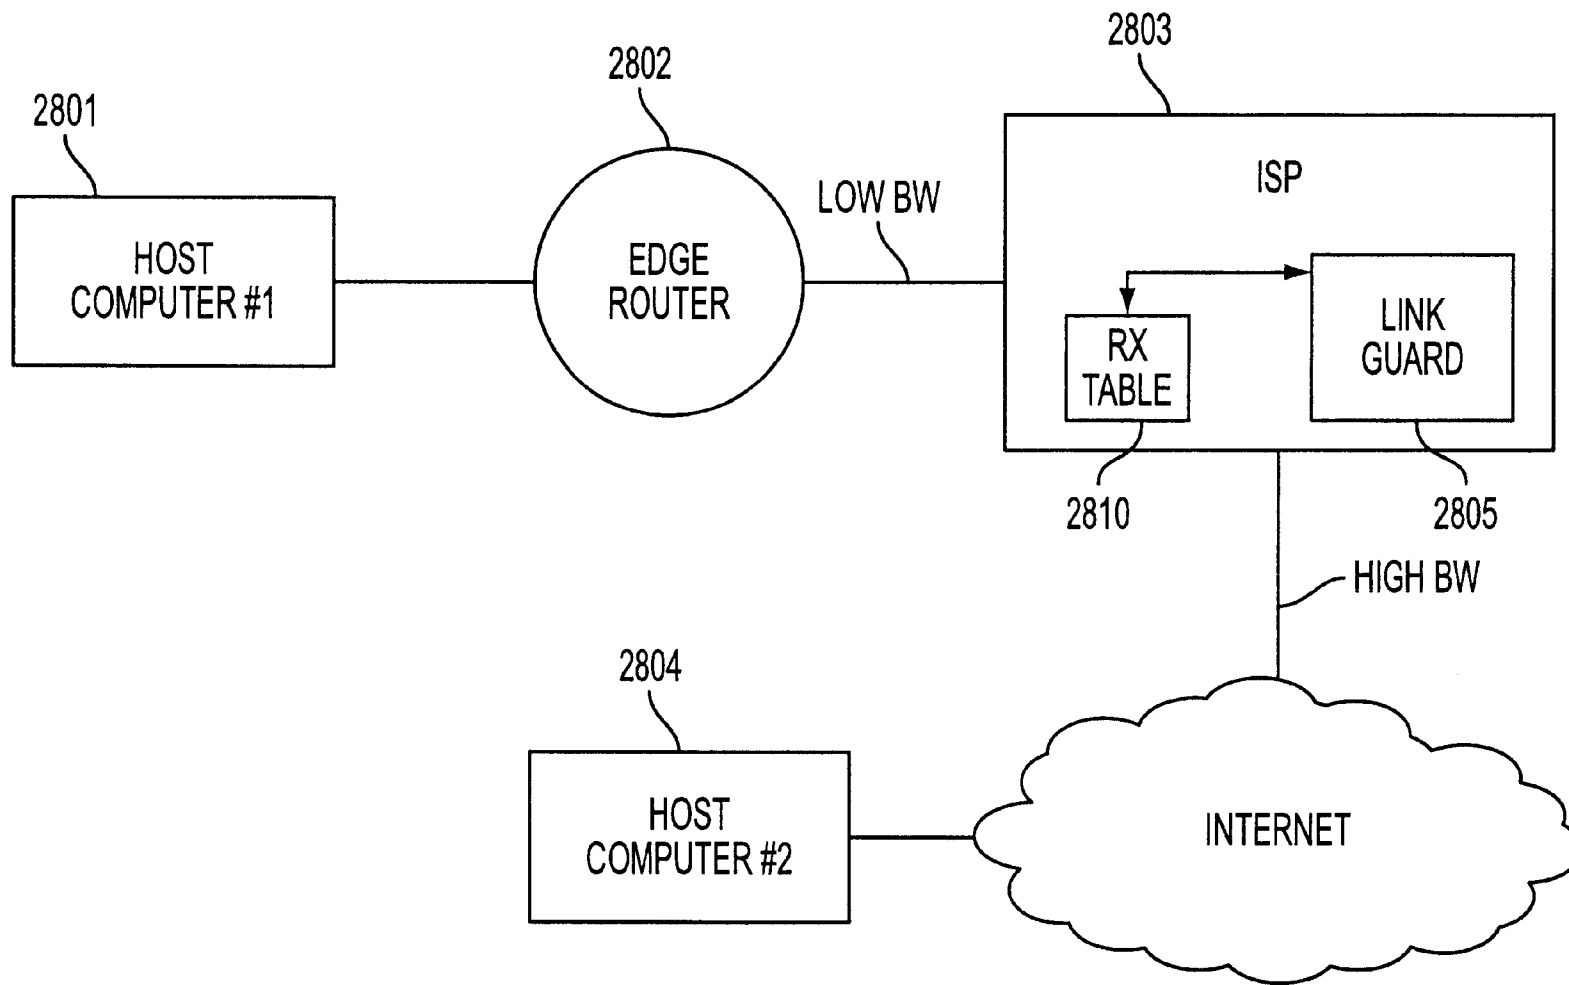 2803
2802
2801
ISP
LOW BW
HOST
COMPUTER #1
EDGE
ROUTER
LINK
GUARD
RX
TABLE
2810
2805
HIGH BW
2804
HOST
COMPUTER #2
INTERNET